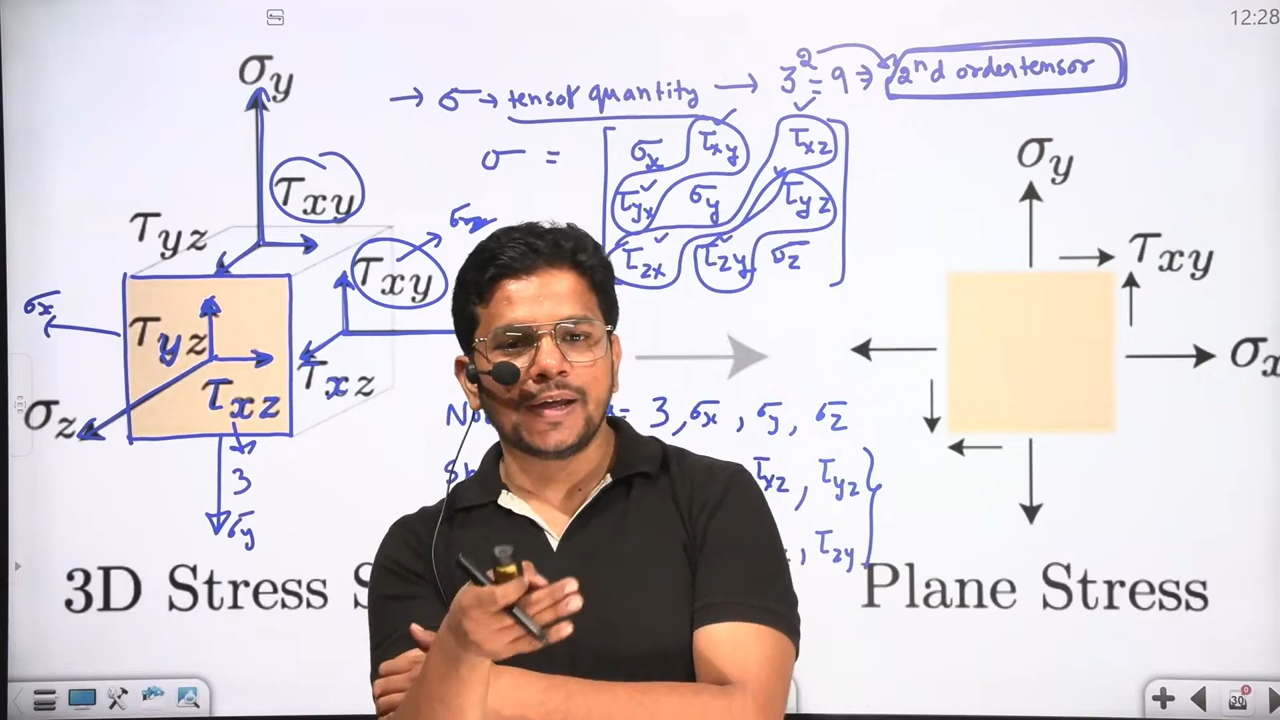 12:28
σy
→ σ → tensor quantity → 3² = 9 ⇒ 2nd order tensor
σ = [ σx τxy τxz
τyx σy τyz
τzx τzy σz ]
τxy
τyz
τxy
σx
τyz
τxz
τxz
σz
3
σy
= 3, σx, σy, σz
τxz, τyz
, τzy
σy
τxy
σx
3D Stress S
Plane Stress
30